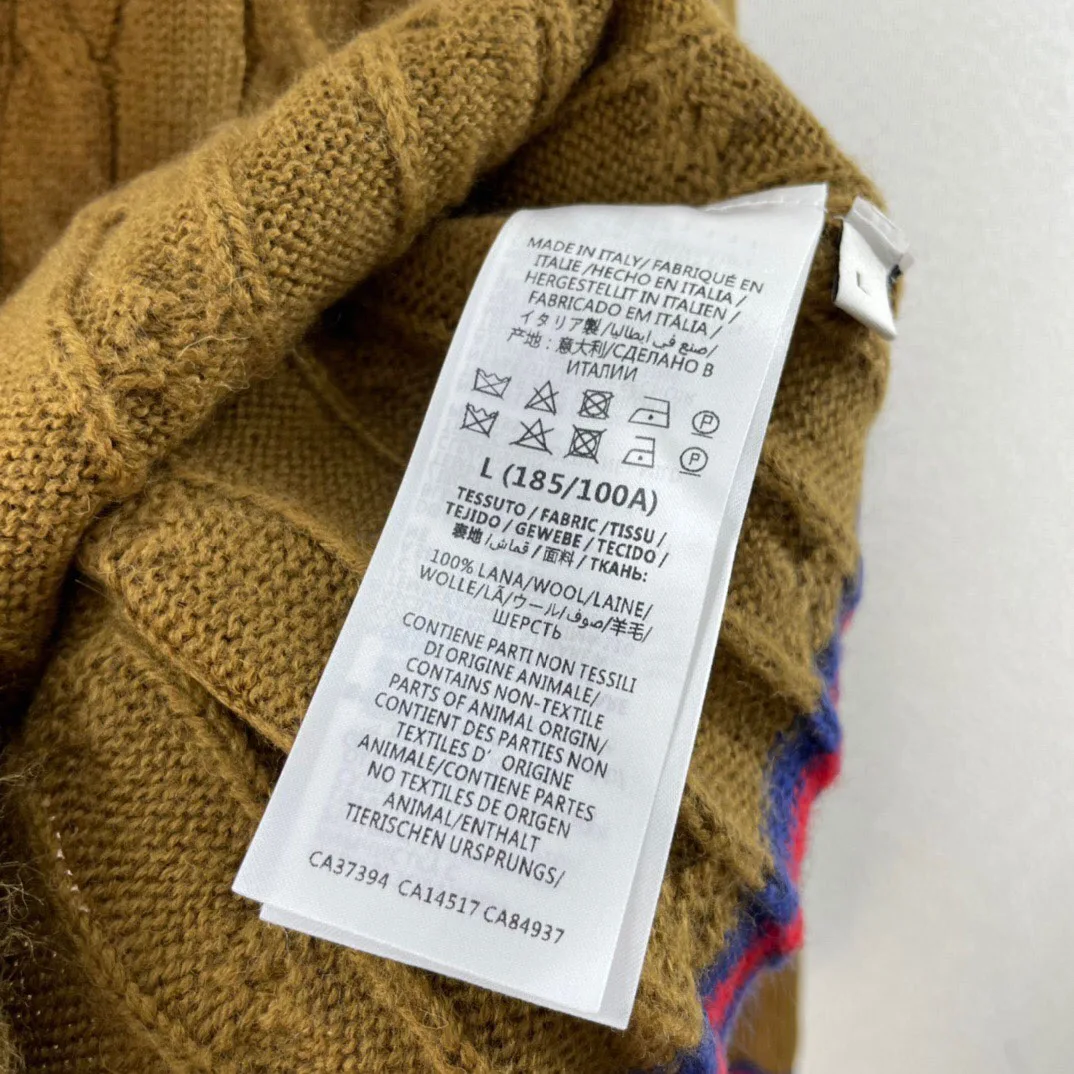 MADE IN ITALY/ FABRIQUÉ EN
ITALIE /HECHO EN ITALIA /
HERGESTELLIT IN ITALIEN /
FABRICADO EM ITÁLIA /
イタリア製 /صنع في ايطاليا/
产地：意大利/СДЕЛАНО В
ИТАЛИИ
P
P
L (185/100A)
TESSUTO / FABRIC /TISSU /
TEJIDO / GEWEBE / TECIDO /
裏地 /قماش / 面料 / ТКАНЬ:
100% LANA/WOOL/LAINE/
WOLLE/LÃ/ウール/صوف/羊毛/
ШЕРСТЬ
CONTIENE PARTI NON TESSILI
DI ORIGINE ANIMALE/
CONTAINS NON-TEXTILE
PARTS OF ANIMAL ORIGIN/
CONTIENT DES PARTIES NON
TEXTILES D’ORIGINE
ANIMALE/CONTIENE PARTES
NO TEXTILES DE ORIGEN
ANIMAL/ENTHALT
TIERISCHEN URSPRUNGS/
CA37394 CA14517 CA84937
L